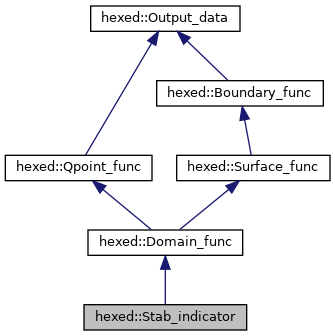 hexed::Output_data
hexed::Boundary_func
hexed::Qpoint_func
hexed::Surface_func
hexed::Domain_func
hexed::Stab_indicator